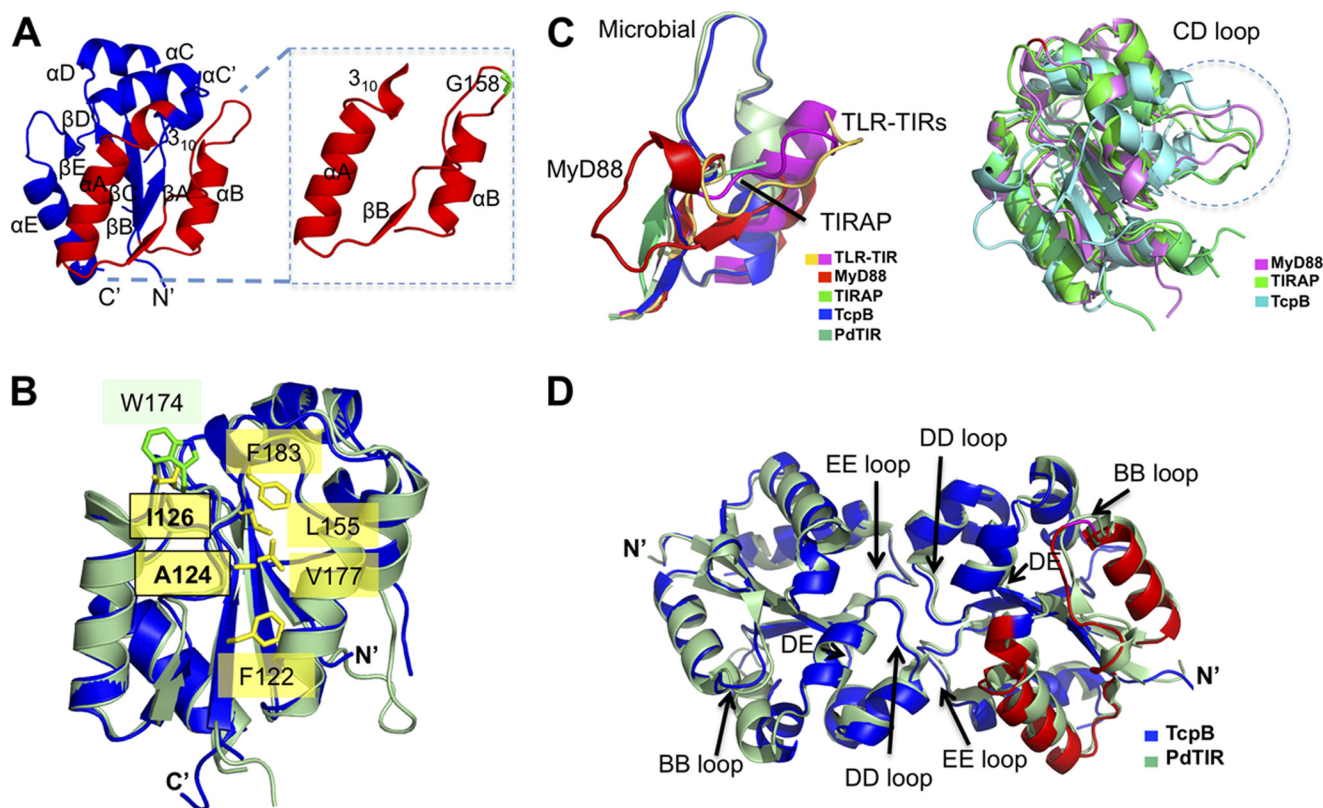 A
αC
αD
αC'
βD
3₁₀
βE
αA
βC
βA
αB
αE
βB
C'
N'
3₁₀
G158
αA
βB
αB
C
Microbial
CD loop
TLR-TIRs
MyD88
TIRAP
TLR-TIR
MyD88
TIRAP
TcpB
PdTIR
MyD88
TIRAP
TcpB
B
W174
F183
I126
L155
A124
V177
N'
F122
C'
D
DD loop
EE loop
BB loop
N'
DE
DE
N'
BB loop
DD loop
EE loop
TcpB
PdTIR